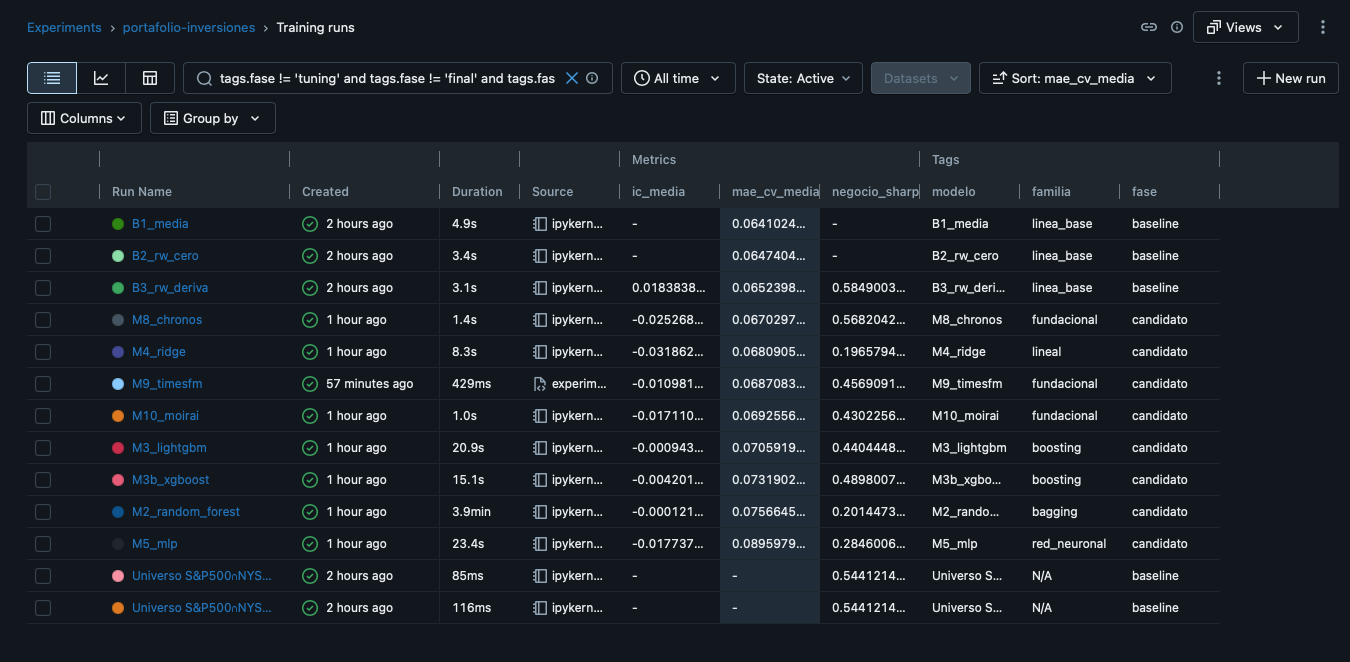 Experiments › portafolio-inversiones › Training runs
Views
tags.fase != 'tuning' and tags.fase != 'final' and tags.fas
All time
State: Active
Datasets
Sort: mae_cv_media
New run
Columns
Group by
Metrics Tags
Run Name Created Duration Source ic_media mae_cv_media negocio_sharp modelo familia fase
B1_media 2 hours ago 4.9s ipykern... - 0.0641024... - B1_media linea_base baseline
B2_rw_cero 2 hours ago 3.4s ipykern... - 0.0647404... - B2_rw_cero linea_base baseline
B3_rw_deriva 2 hours ago 3.1s ipykern... 0.0183838... 0.0652398... 0.5849003... B3_rw_deri... linea_base baseline
M8_chronos 1 hour ago 1.4s ipykern... -0.025268... 0.0670297... 0.5682042... M8_chronos fundacional candidato
M4_ridge 1 hour ago 8.3s ipykern... -0.031862... 0.0680905... 0.1965794... M4_ridge lineal candidato
M9_timesfm 57 minutes ago 429ms experim... -0.010981... 0.0687083... 0.4569091... M9_timesfm fundacional candidato
M10_moirai 1 hour ago 1.0s ipykern... -0.017110... 0.0692556... 0.4302256... M10_moirai fundacional candidato
M3_lightgbm 1 hour ago 20.9s ipykern... -0.000943... 0.0705919... 0.4404448... M3_lightgbm boosting candidato
M3b_xgboost 1 hour ago 15.1s ipykern... -0.004201... 0.0731902... 0.4898007... M3b_xgbo... boosting candidato
M2_random_forest 1 hour ago 3.9min ipykern... -0.000121... 0.0756645... 0.2014473... M2_rando... bagging candidato
M5_mlp 1 hour ago 23.4s ipykern... -0.017737... 0.0895979... 0.2846006... M5_mlp red_neuronal candidato
Universo S&P500∩NYS... 2 hours ago 85ms ipykern... - - 0.5441214... Universo S... N/A baseline
Universo S&P500∩NYS... 2 hours ago 116ms ipykern... - - 0.5441214... Universo S... N/A baseline